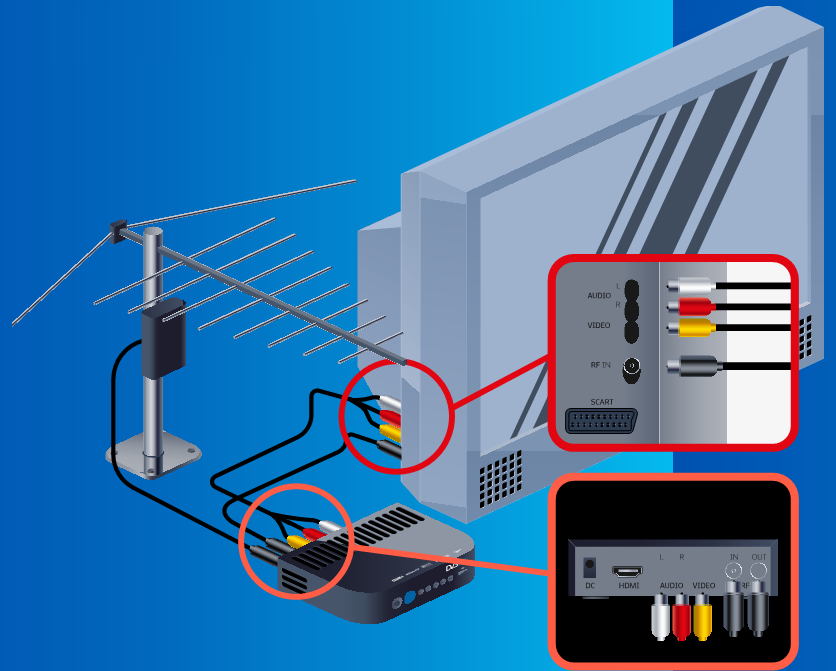 L
AUDIO
R
VIDEO
RF IN
SCART
L R IN OUT
DC HDMI AUDIO VIDEO RF